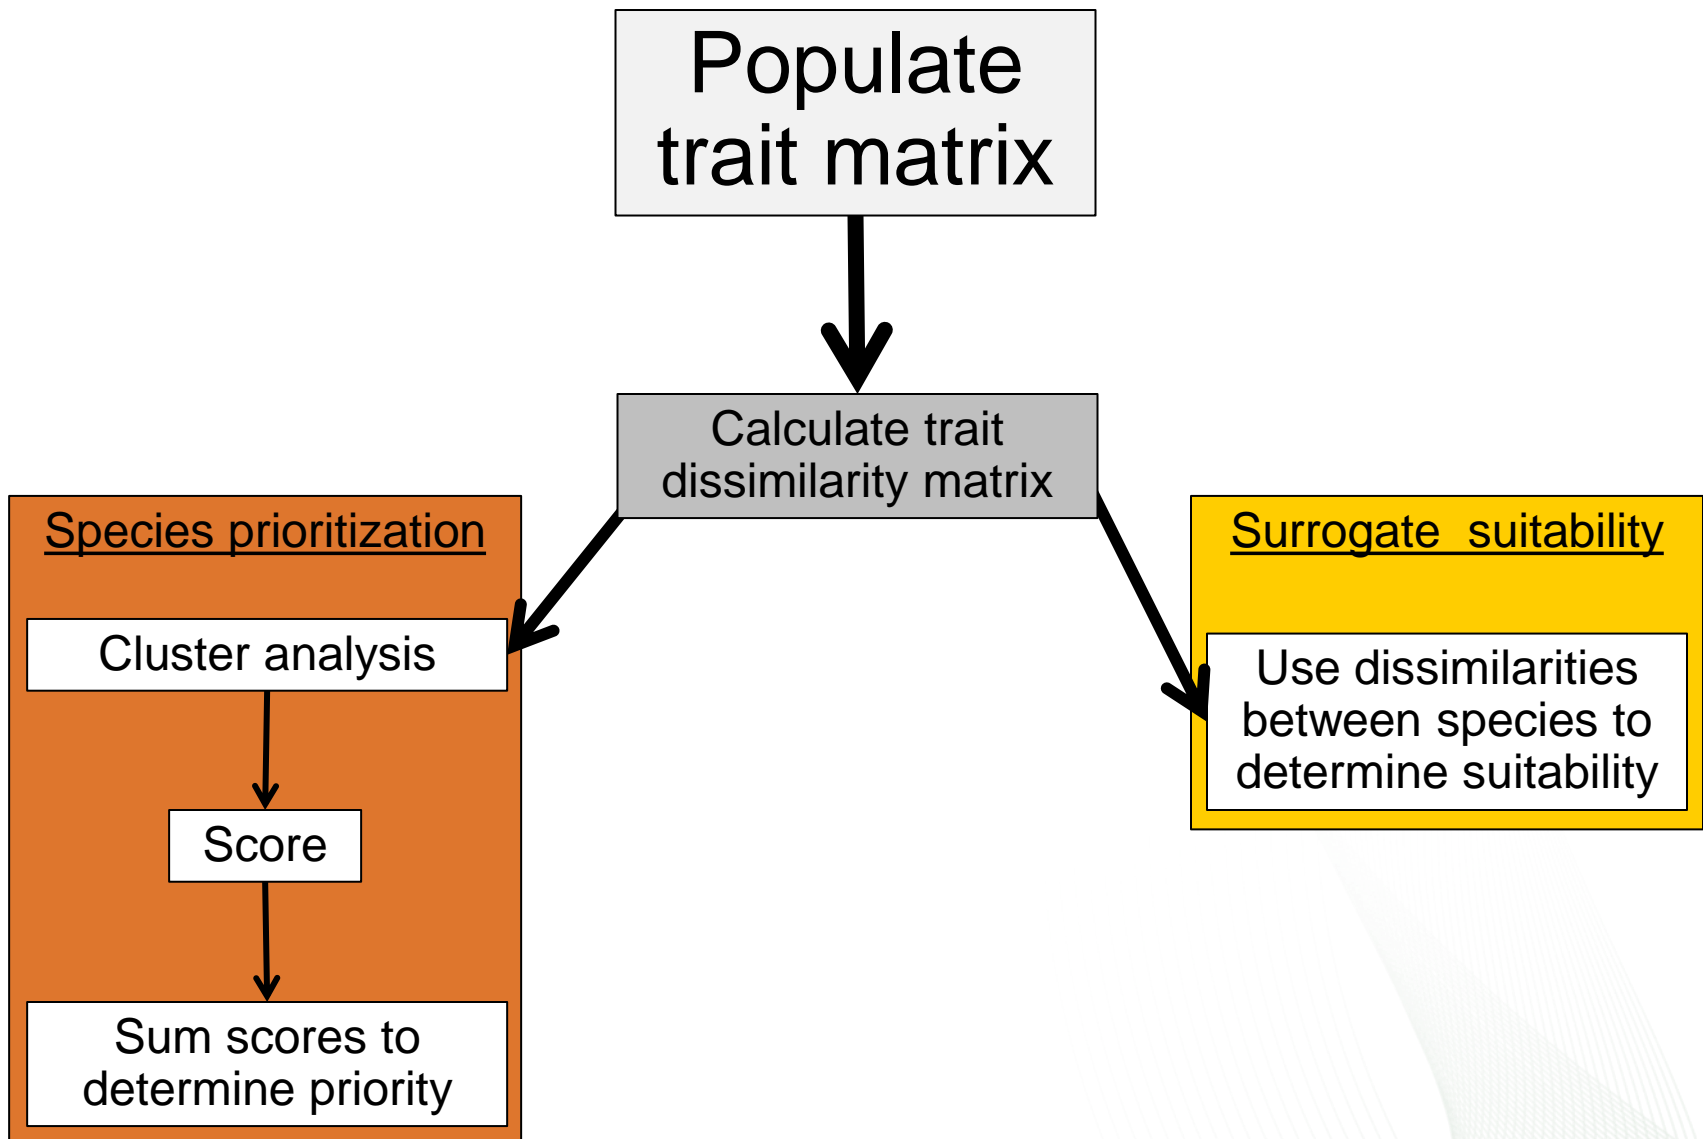 Populate
trait matrix
Calculate trait
dissimilarity matrix
Species prioritization
Cluster analysis
Score
Sum scores to
determine priority
Surrogate  suitability
Use dissimilarities
between species to
determine suitability